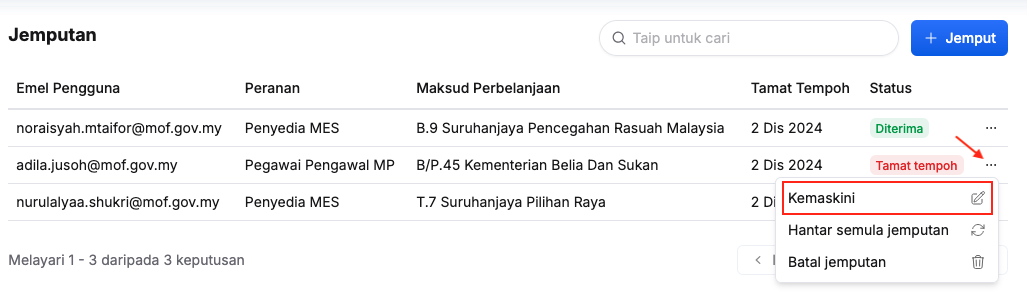 Jemputan
Taip untuk cari
+ Jemput
Emel Pengguna Peranan Maksud Perbelanjaan Tamat Tempoh Status
noraisyah.mtaifor@mof.gov.my Penyedia MES B.9 Suruhanjaya Pencegahan Rasuah Malaysia 2 Dis 2024 Diterima ...
adila.jusoh@mof.gov.my Pegawai Pengawal MP B/P.45 Kementerian Belia Dan Sukan 2 Dis 2024 Tamat tempoh ...
nurulalyaa.shukri@mof.gov.my Penyedia MES T.7 Suruhanjaya Pilihan Raya 2
Kemaskini
Hantar semula jemputan
Batal jemputan
Melayari 1 - 3 daripada 3 keputusan